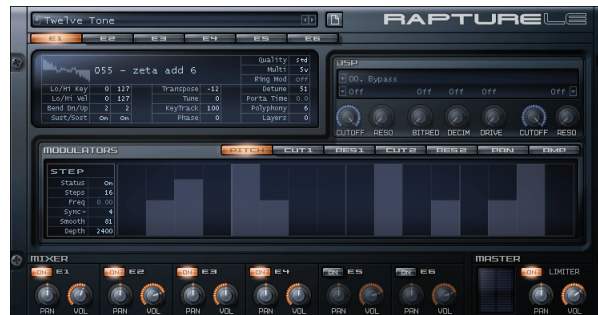 Twelve Tone
RAPTURE LE
E1 E2 E3 E4 E5 E6
055 - zeta add 6
Quality std
Multi 5v
Ring Mod off
Lo/Hi Key 0 127 Transpose -12 Detune 51
Lo/Hi Vel 0 127 Tune 0 Porta Time 0.0
Bend Dn/Up 2 2 KeyTrack 100 Polyphony 6
Sust/Sost On On Phase 0 Layers 0
DSP
00. Bypass
Off Off Off Off Off
CUTOFF RESO BITRED DECIM DRIVE CUTOFF RESO
MODULATORS PITCH CUT1 RES1 CUT2 RES2 PAN AMP
STEP
Status On
Steps 16
Freq 0.00
Sync~ 4
Smooth 81
Depth 2400
MIXER MASTER
ON E1 ON E2 ON E3 ON E4 ON E5 ON E6 ON LIMITER
PAN VOL PAN VOL PAN VOL PAN VOL PAN VOL PAN VOL PAN VOL